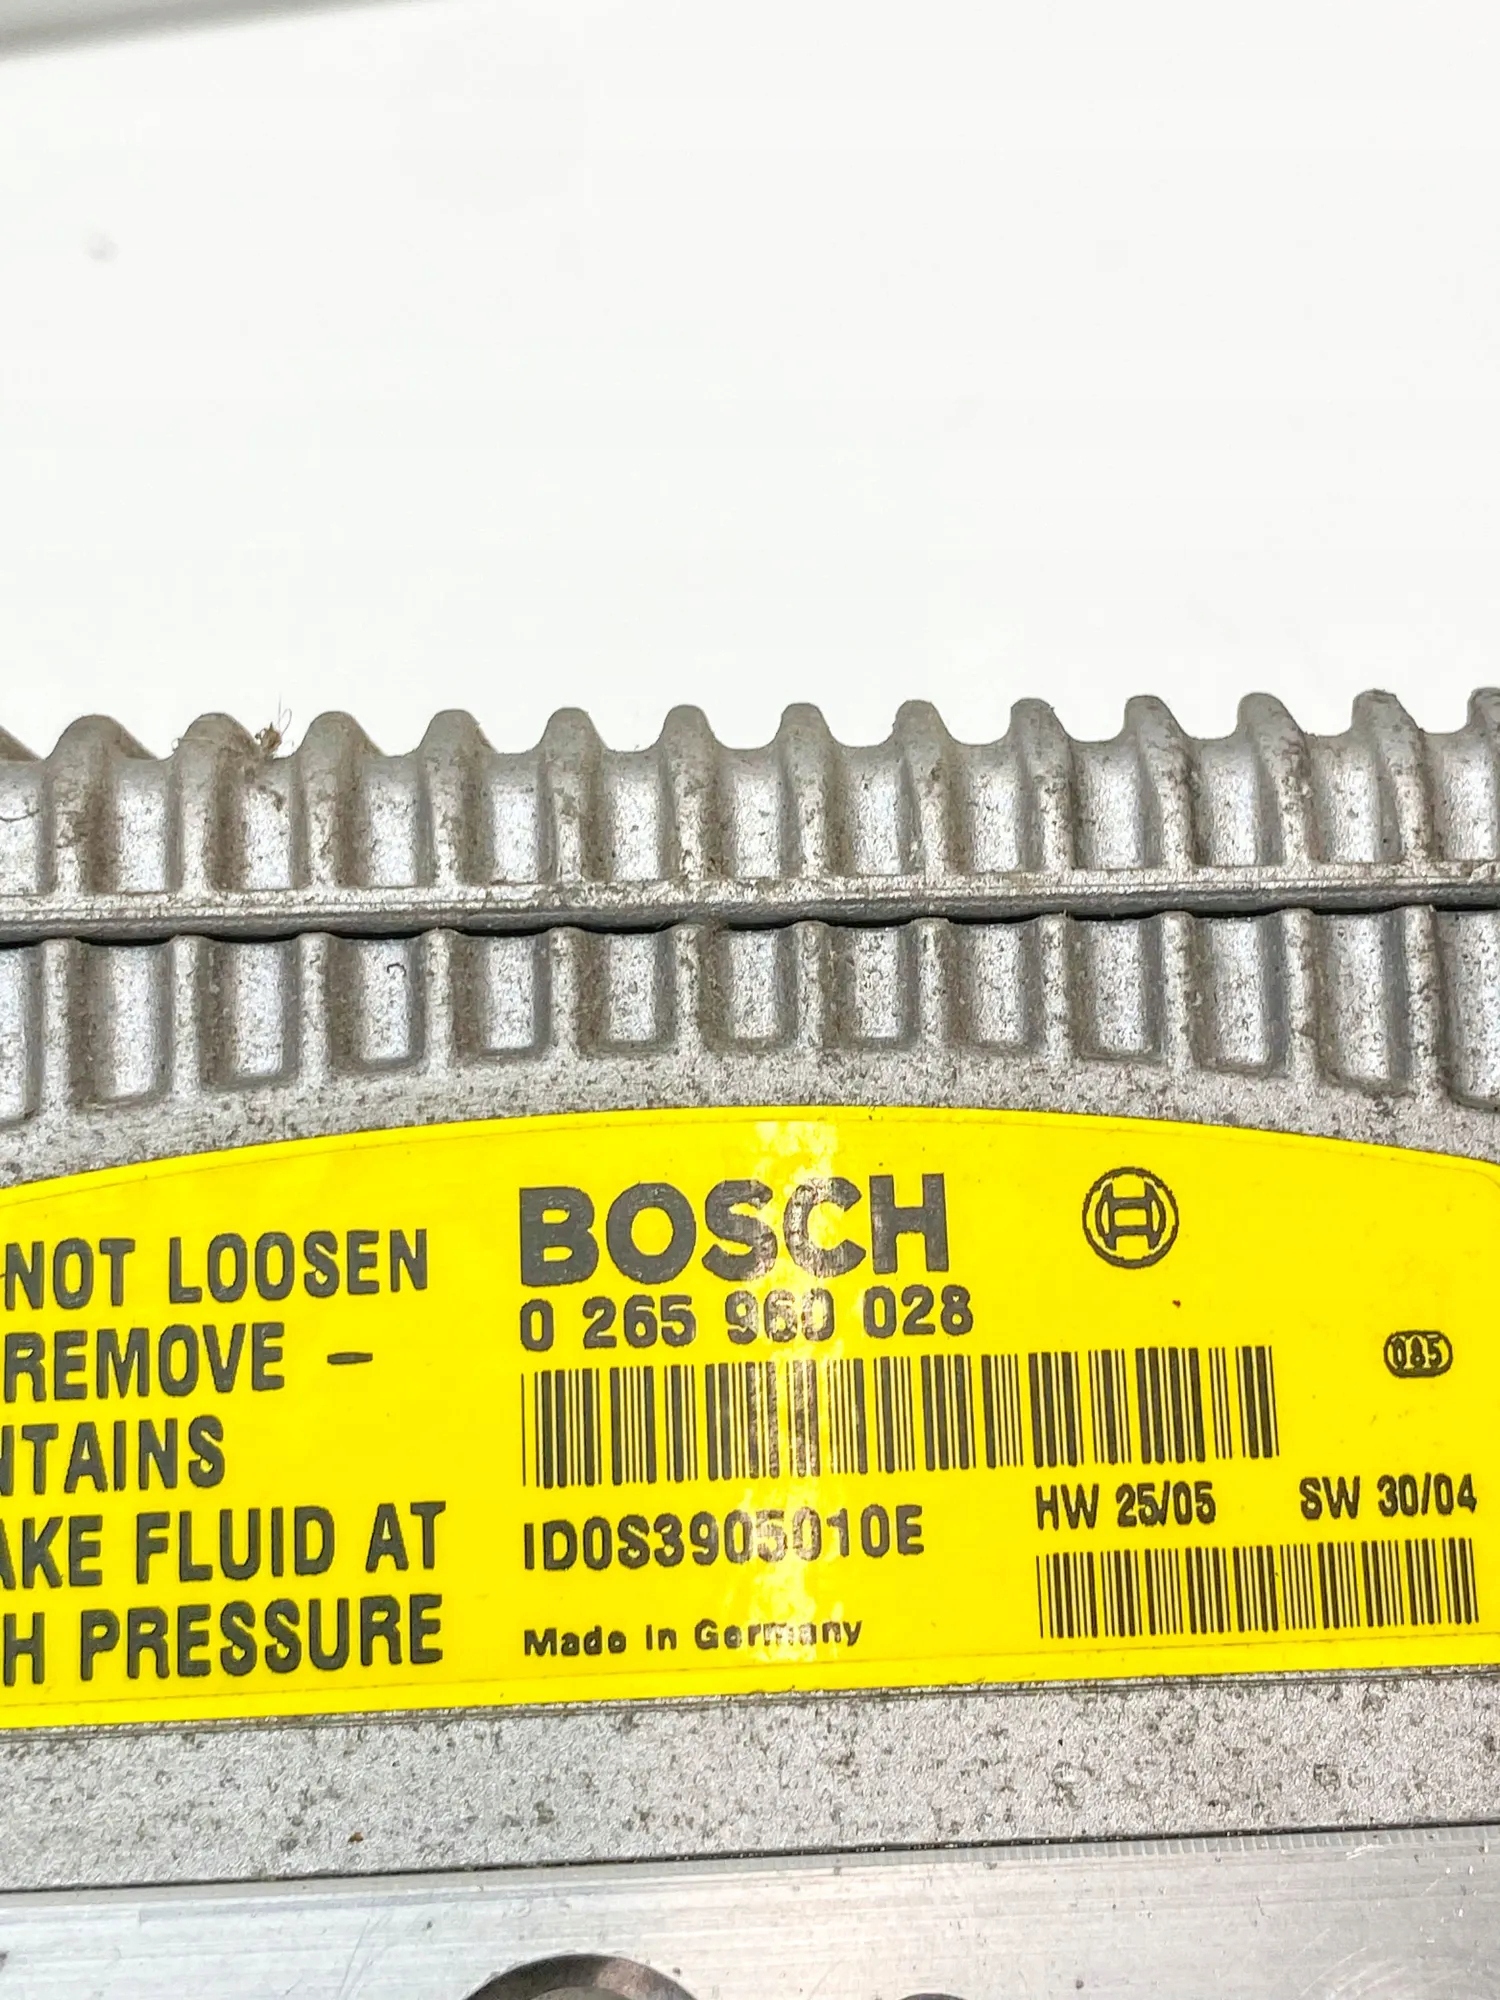 NOT LOOSEN
REMOVE –
NTAINS
AKE FLUID AT
H PRESSURE
BOSCH
0 265 960 028
085
HW 25/05 SW 30/04
ID0S3905010E
Made in Germany